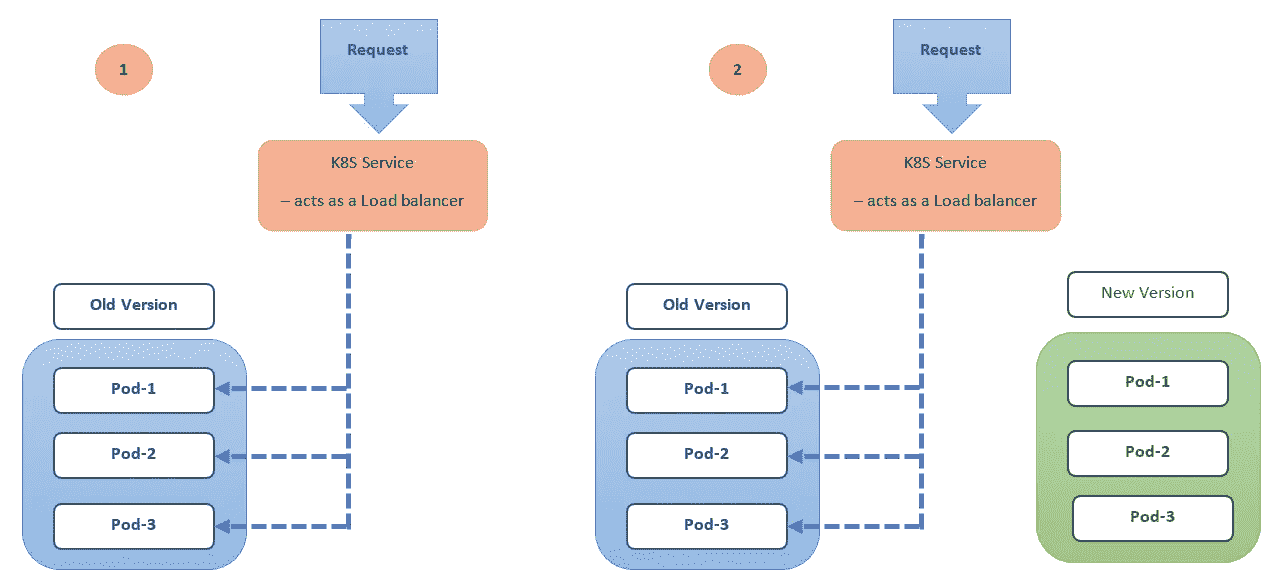 1
Request
K8S Service
– acts as a Load balancer
Old Version
Pod-1
Pod-2
Pod-3
2
Request
K8S Service
– acts as a Load balancer
Old Version
Pod-1
Pod-2
Pod-3
New Version
Pod-1
Pod-2
Pod-3